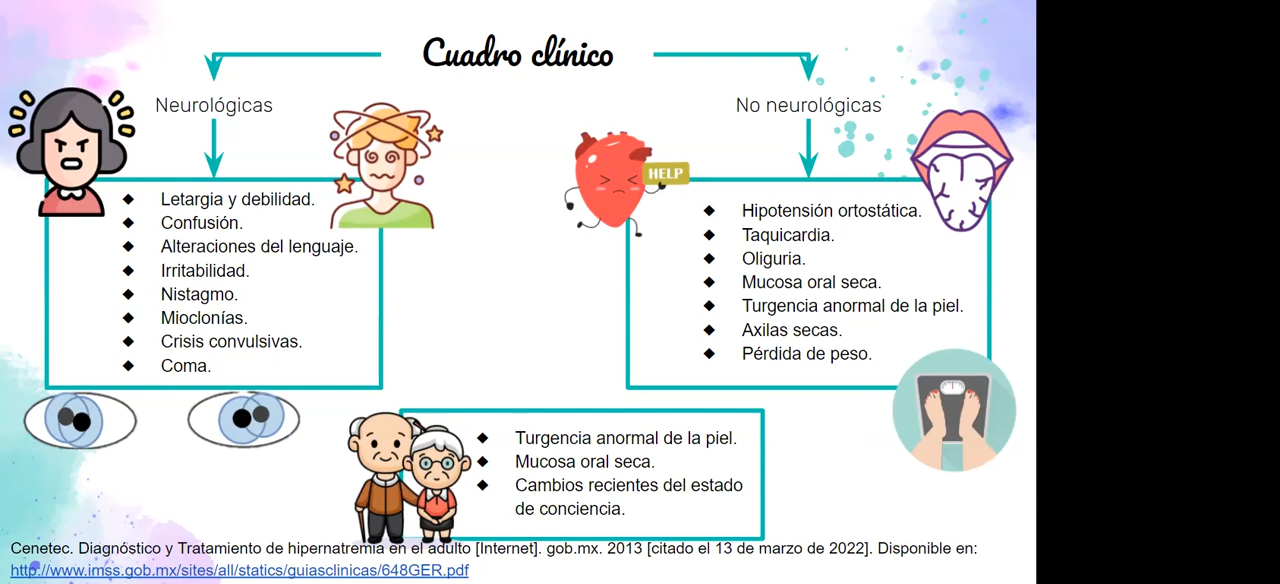 Cuadro clínico
Neurológicas
Letargia y debilidad.
Confusión.
Alteraciones del lenguaje.
Irritabilidad.
Nistagmo.
Mioclonías.
Crisis convulsivas.
Coma.
No neurológicas
HELP
Hipotensión ortostática.
Taquicardia.
Oliguria.
Mucosa oral seca.
Turgencia anormal de la piel.
Axilas secas.
Pérdida de peso.
Turgencia anormal de la piel.
Mucosa oral seca.
Cambios recientes del estado
de conciencia.
Cenetec. Diagnóstico y Tratamiento de hipernatremia en el adulto [Internet]. gob.mx. 2013 [citado el 13 de marzo de 2022]. Disponible en:
http://www.imss.gob.mx/sites/all/statics/guiasclinicas/648GER.pdf